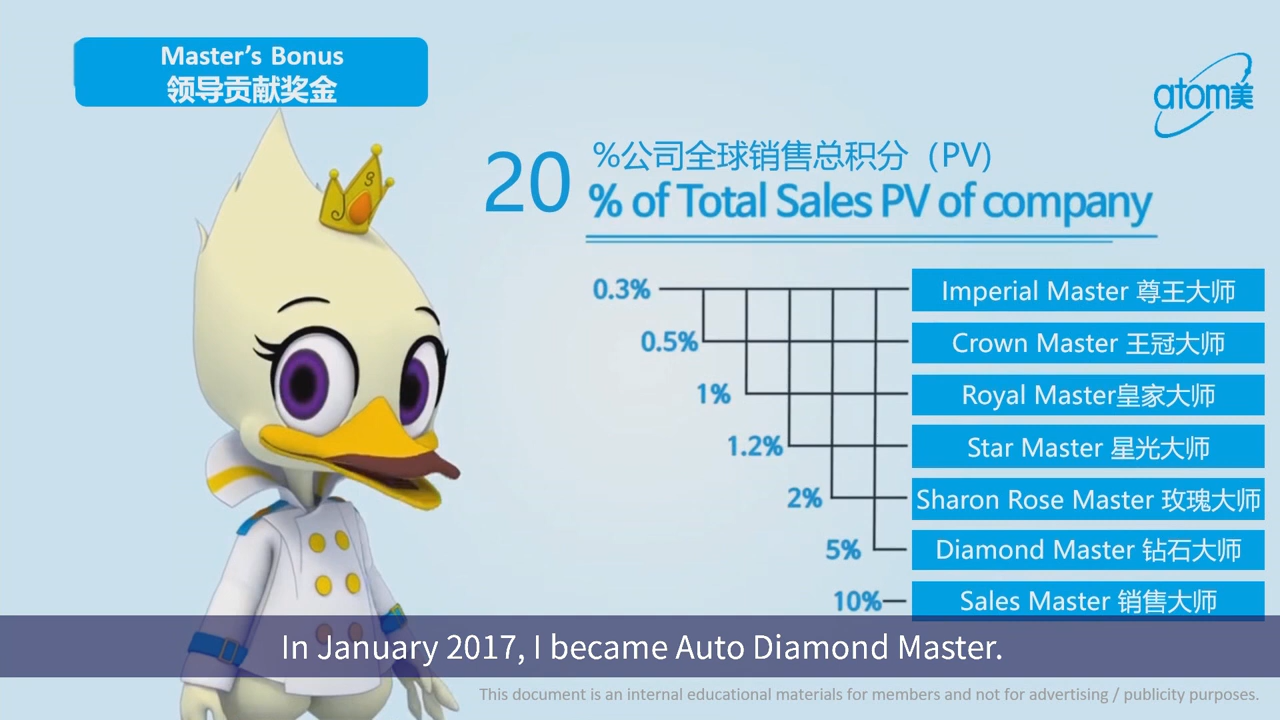 Master's Bonus
领导贡献奖金
atom美
20
%公司全球销售总积分（PV）
% of Total Sales PV of company
0.3%
Imperial Master 尊王大师
0.5%
Crown Master 王冠大师
1%
Royal Master皇家大师
1.2%
Star Master 星光大师
2%
Sharon Rose Master 玫瑰大师
5%
Diamond Master 钻石大师
10%
Sales Master 销售大师
In January 2017, I became Auto Diamond Master.
This document is an internal educational materials for members and not for advertising / publicity purposes.